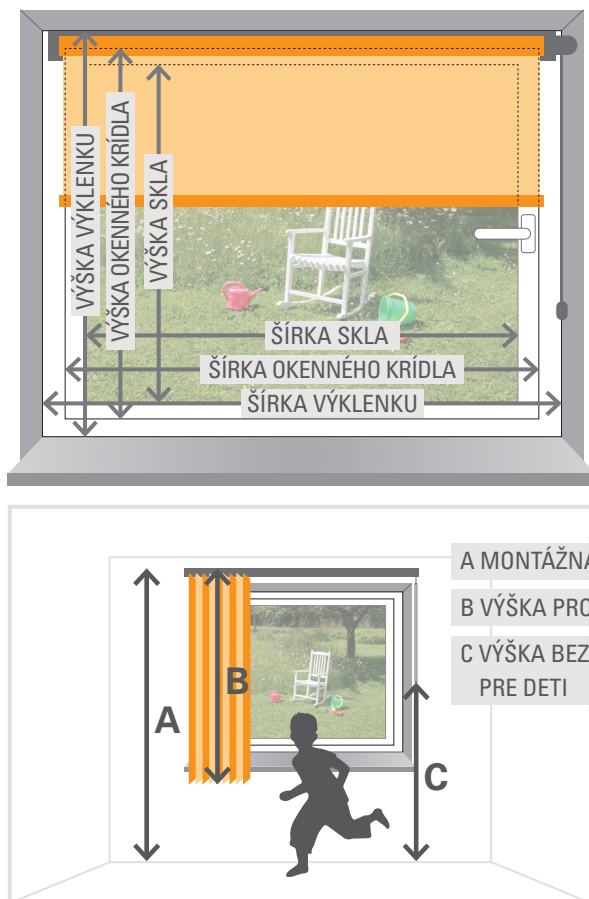 VÝŠKA VÝKLENKU
VÝŠKA OKENNÉHO KRÍDLA
VÝŠKA SKLA
ŠÍRKA SKLA
ŠÍRKA OKENNÉHO KRÍDLA
ŠÍRKA VÝKLENKU
A MONTÁŽNA
B VÝŠKA PRO
C VÝŠKA BEZ
PRE DETI
A
B
C